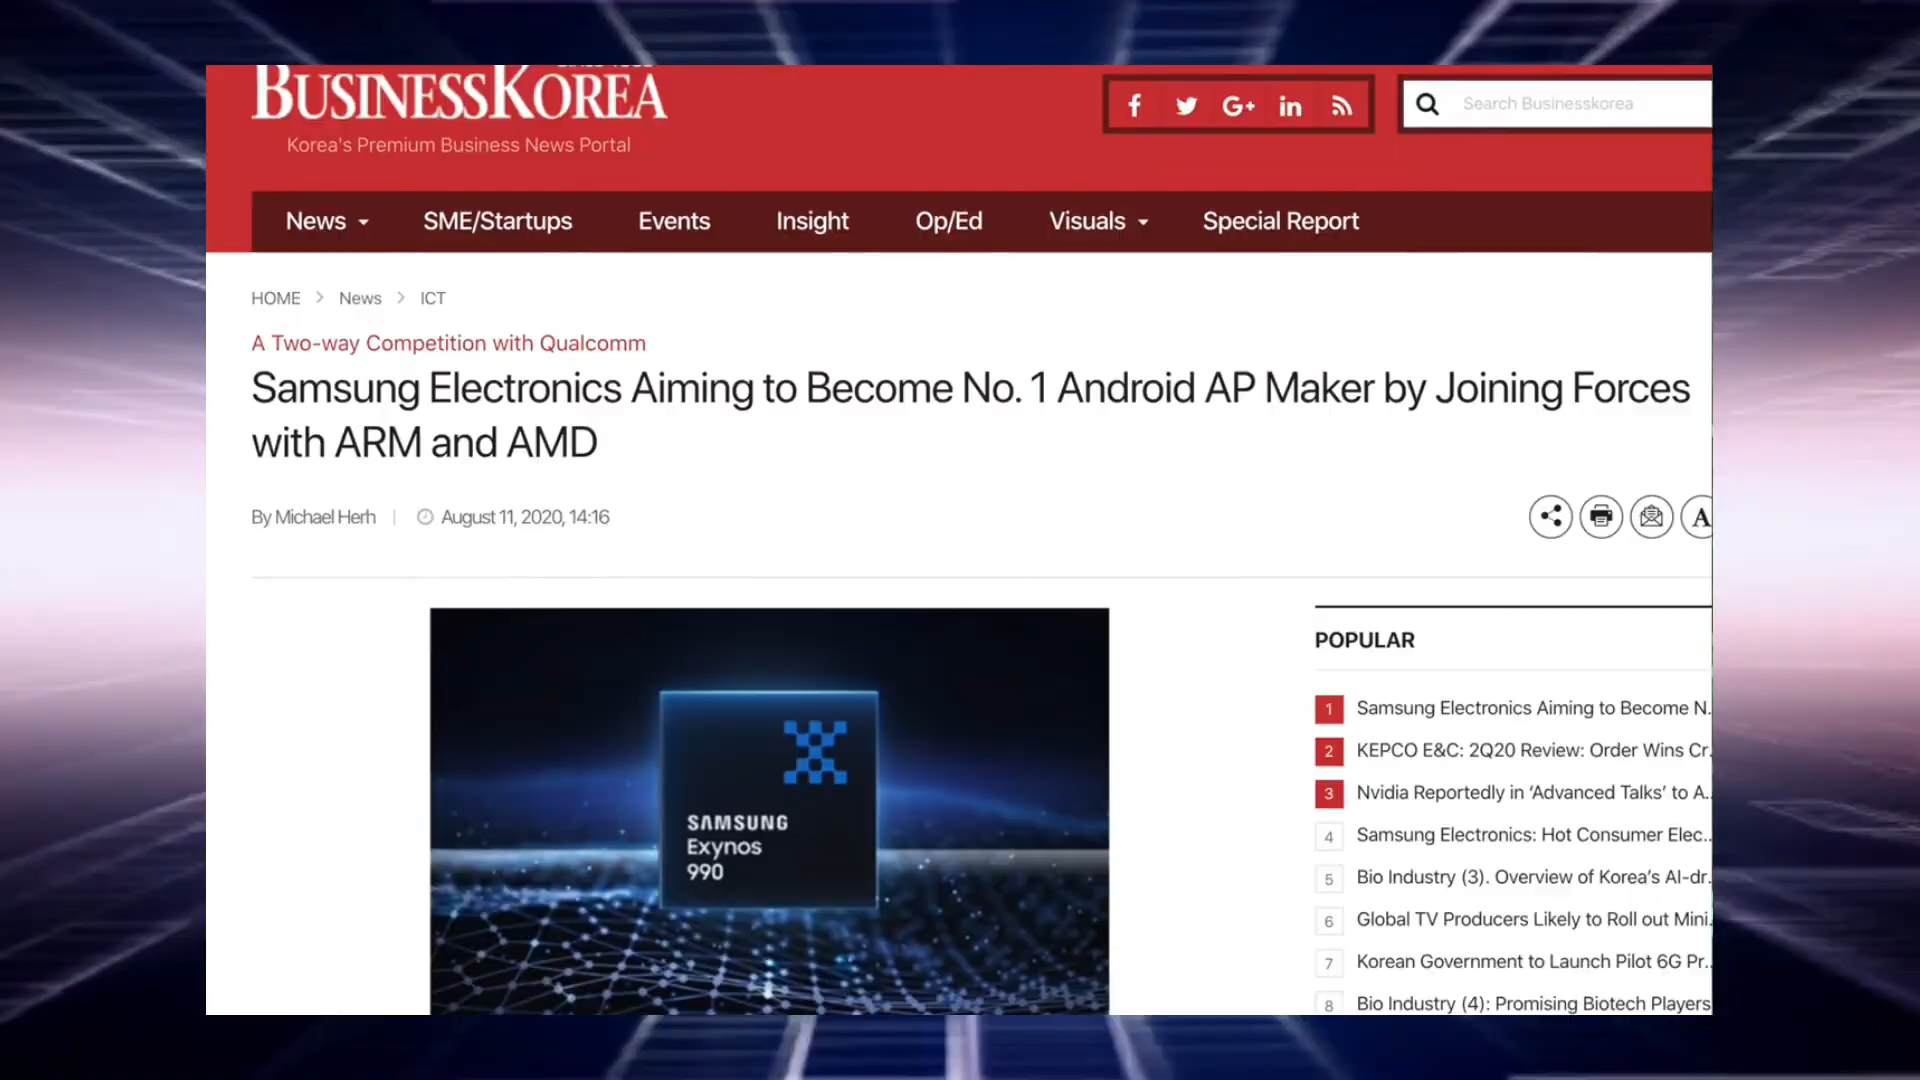 BUSINESSKOREA
Korea's Premium Business News Portal
Search Businesskorea
News
SME/Startups
Events
Insight
Op/Ed
Visuals
Special Report
HOME > News > ICT
A Two-way Competition with Qualcomm
Samsung Electronics Aiming to Become No. 1 Android AP Maker by Joining Forces
with ARM and AMD
By Michael Herh | August 11, 2020, 14:16
A
SAMSUNG
Exynos
990
POPULAR
1 Samsung Electronics Aiming to Become N.
2 KEPCO E&C: 2Q20 Review: Order Wins Cr.
3 Nvidia Reportedly in ‘Advanced Talks’ to A..
4 Samsung Electronics: Hot Consumer Elec..
5 Bio Industry (3). Overview of Korea's AI-dr.
6 Global TV Producers Likely to Roll out Mini.
7 Korean Government to Launch Pilot 6G Pr..
8 Bio Industry (4): Promising Biotech Players